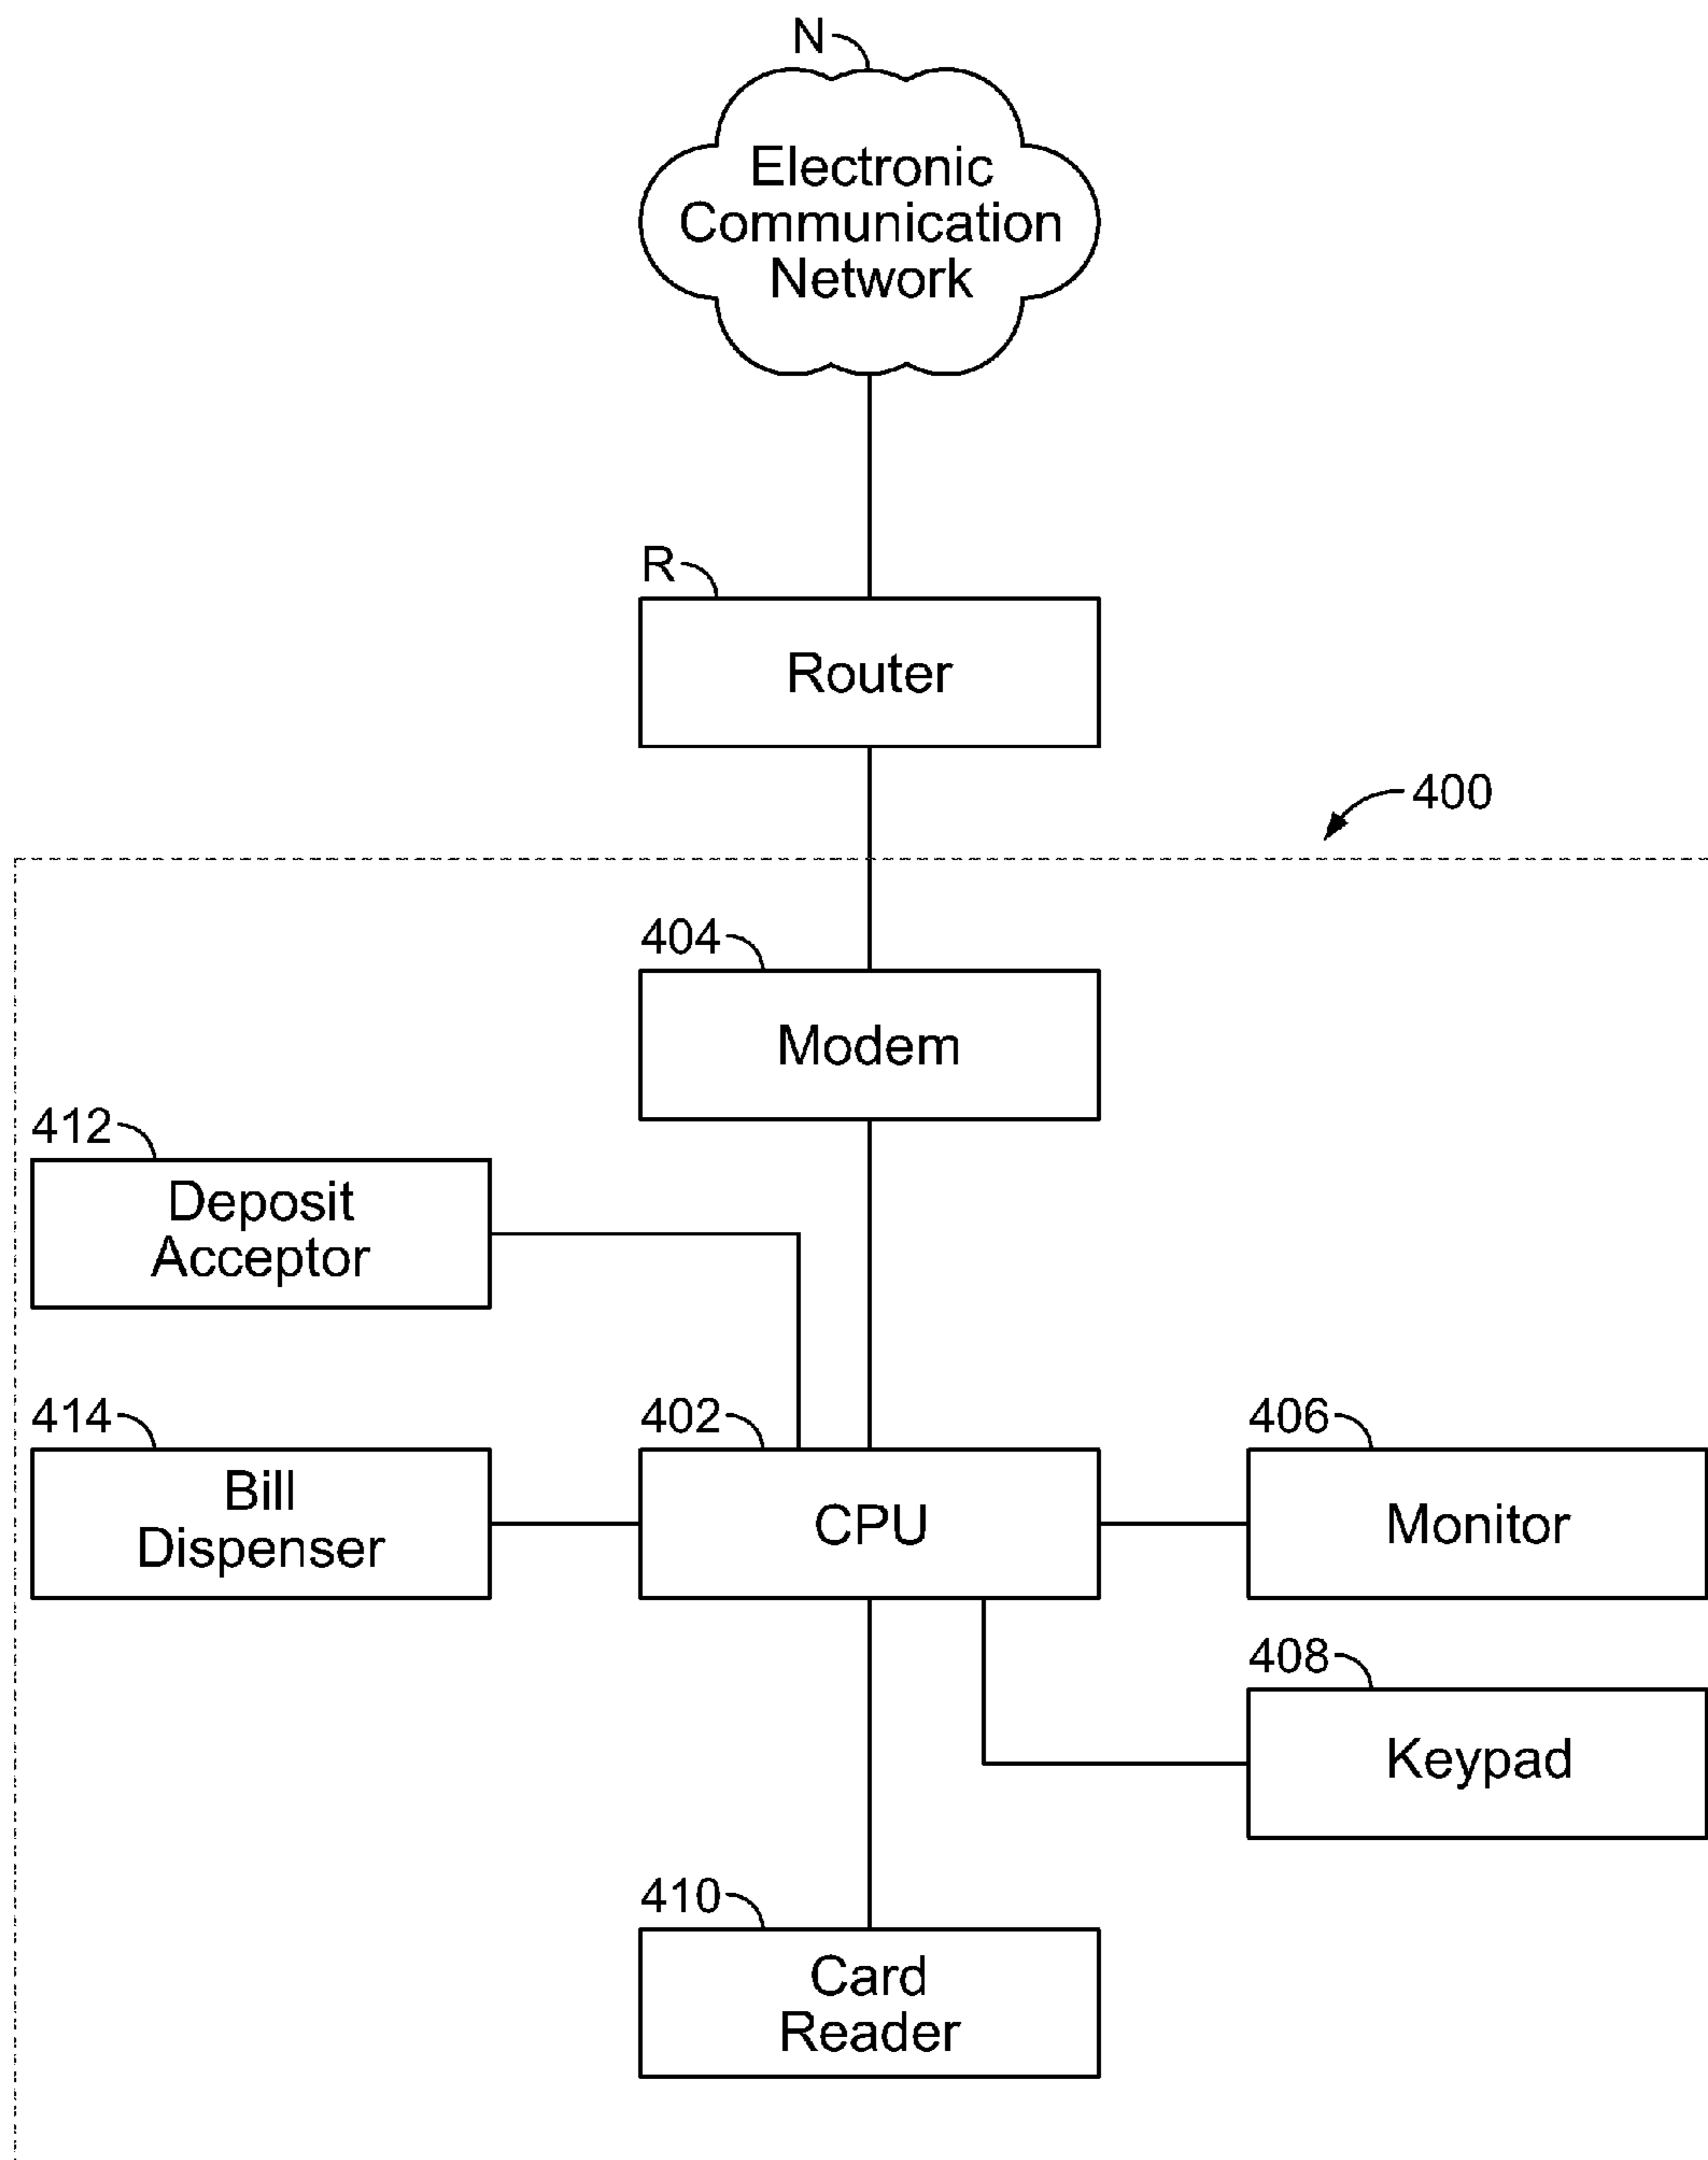 N
Electronic
Communication
Network
R
Router
400
404
Modem
412
Deposit
Acceptor
414
Bill
Dispenser
402
CPU
406
Monitor
408
Keypad
410
Card
Reader